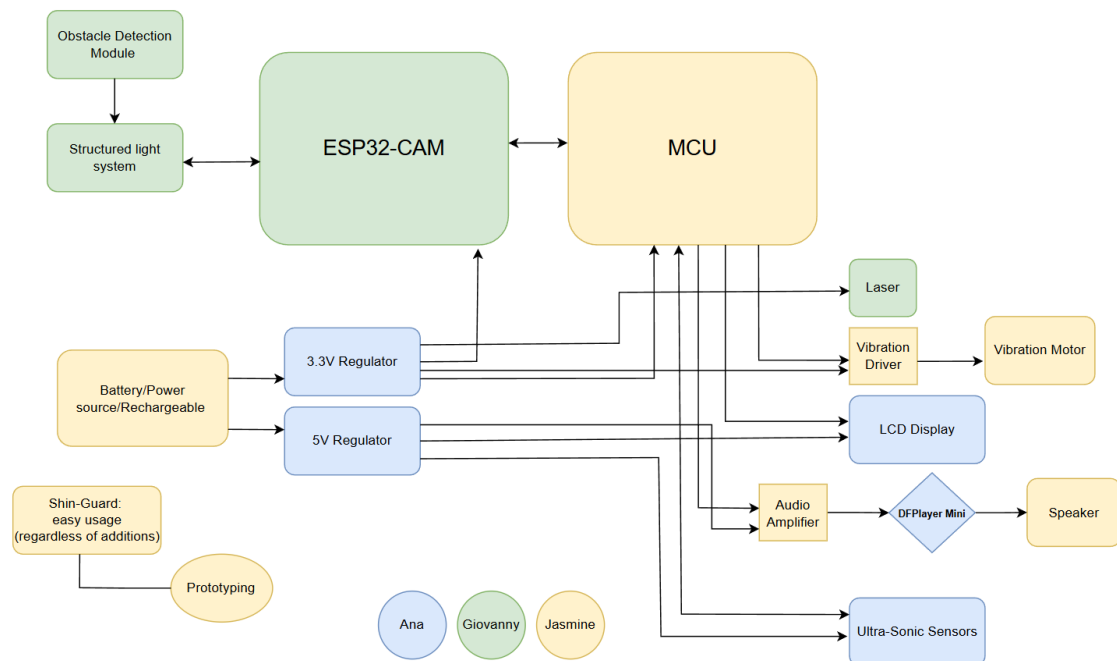 Obstacle Detection
Module
Structured light
system
ESP32-CAM
MCU
Laser
3.3V Regulator
Vibration
Driver
Vibration Motor
Battery/Power
source/Rechargeable
5V Regulator
LCD Display
Shin-Guard:
easy usage
(regardless of additions)
Audio
Amplifier
DFPlayer Mini
Speaker
Prototyping
Ana
Giovanny
Jasmine
Ultra-Sonic Sensors